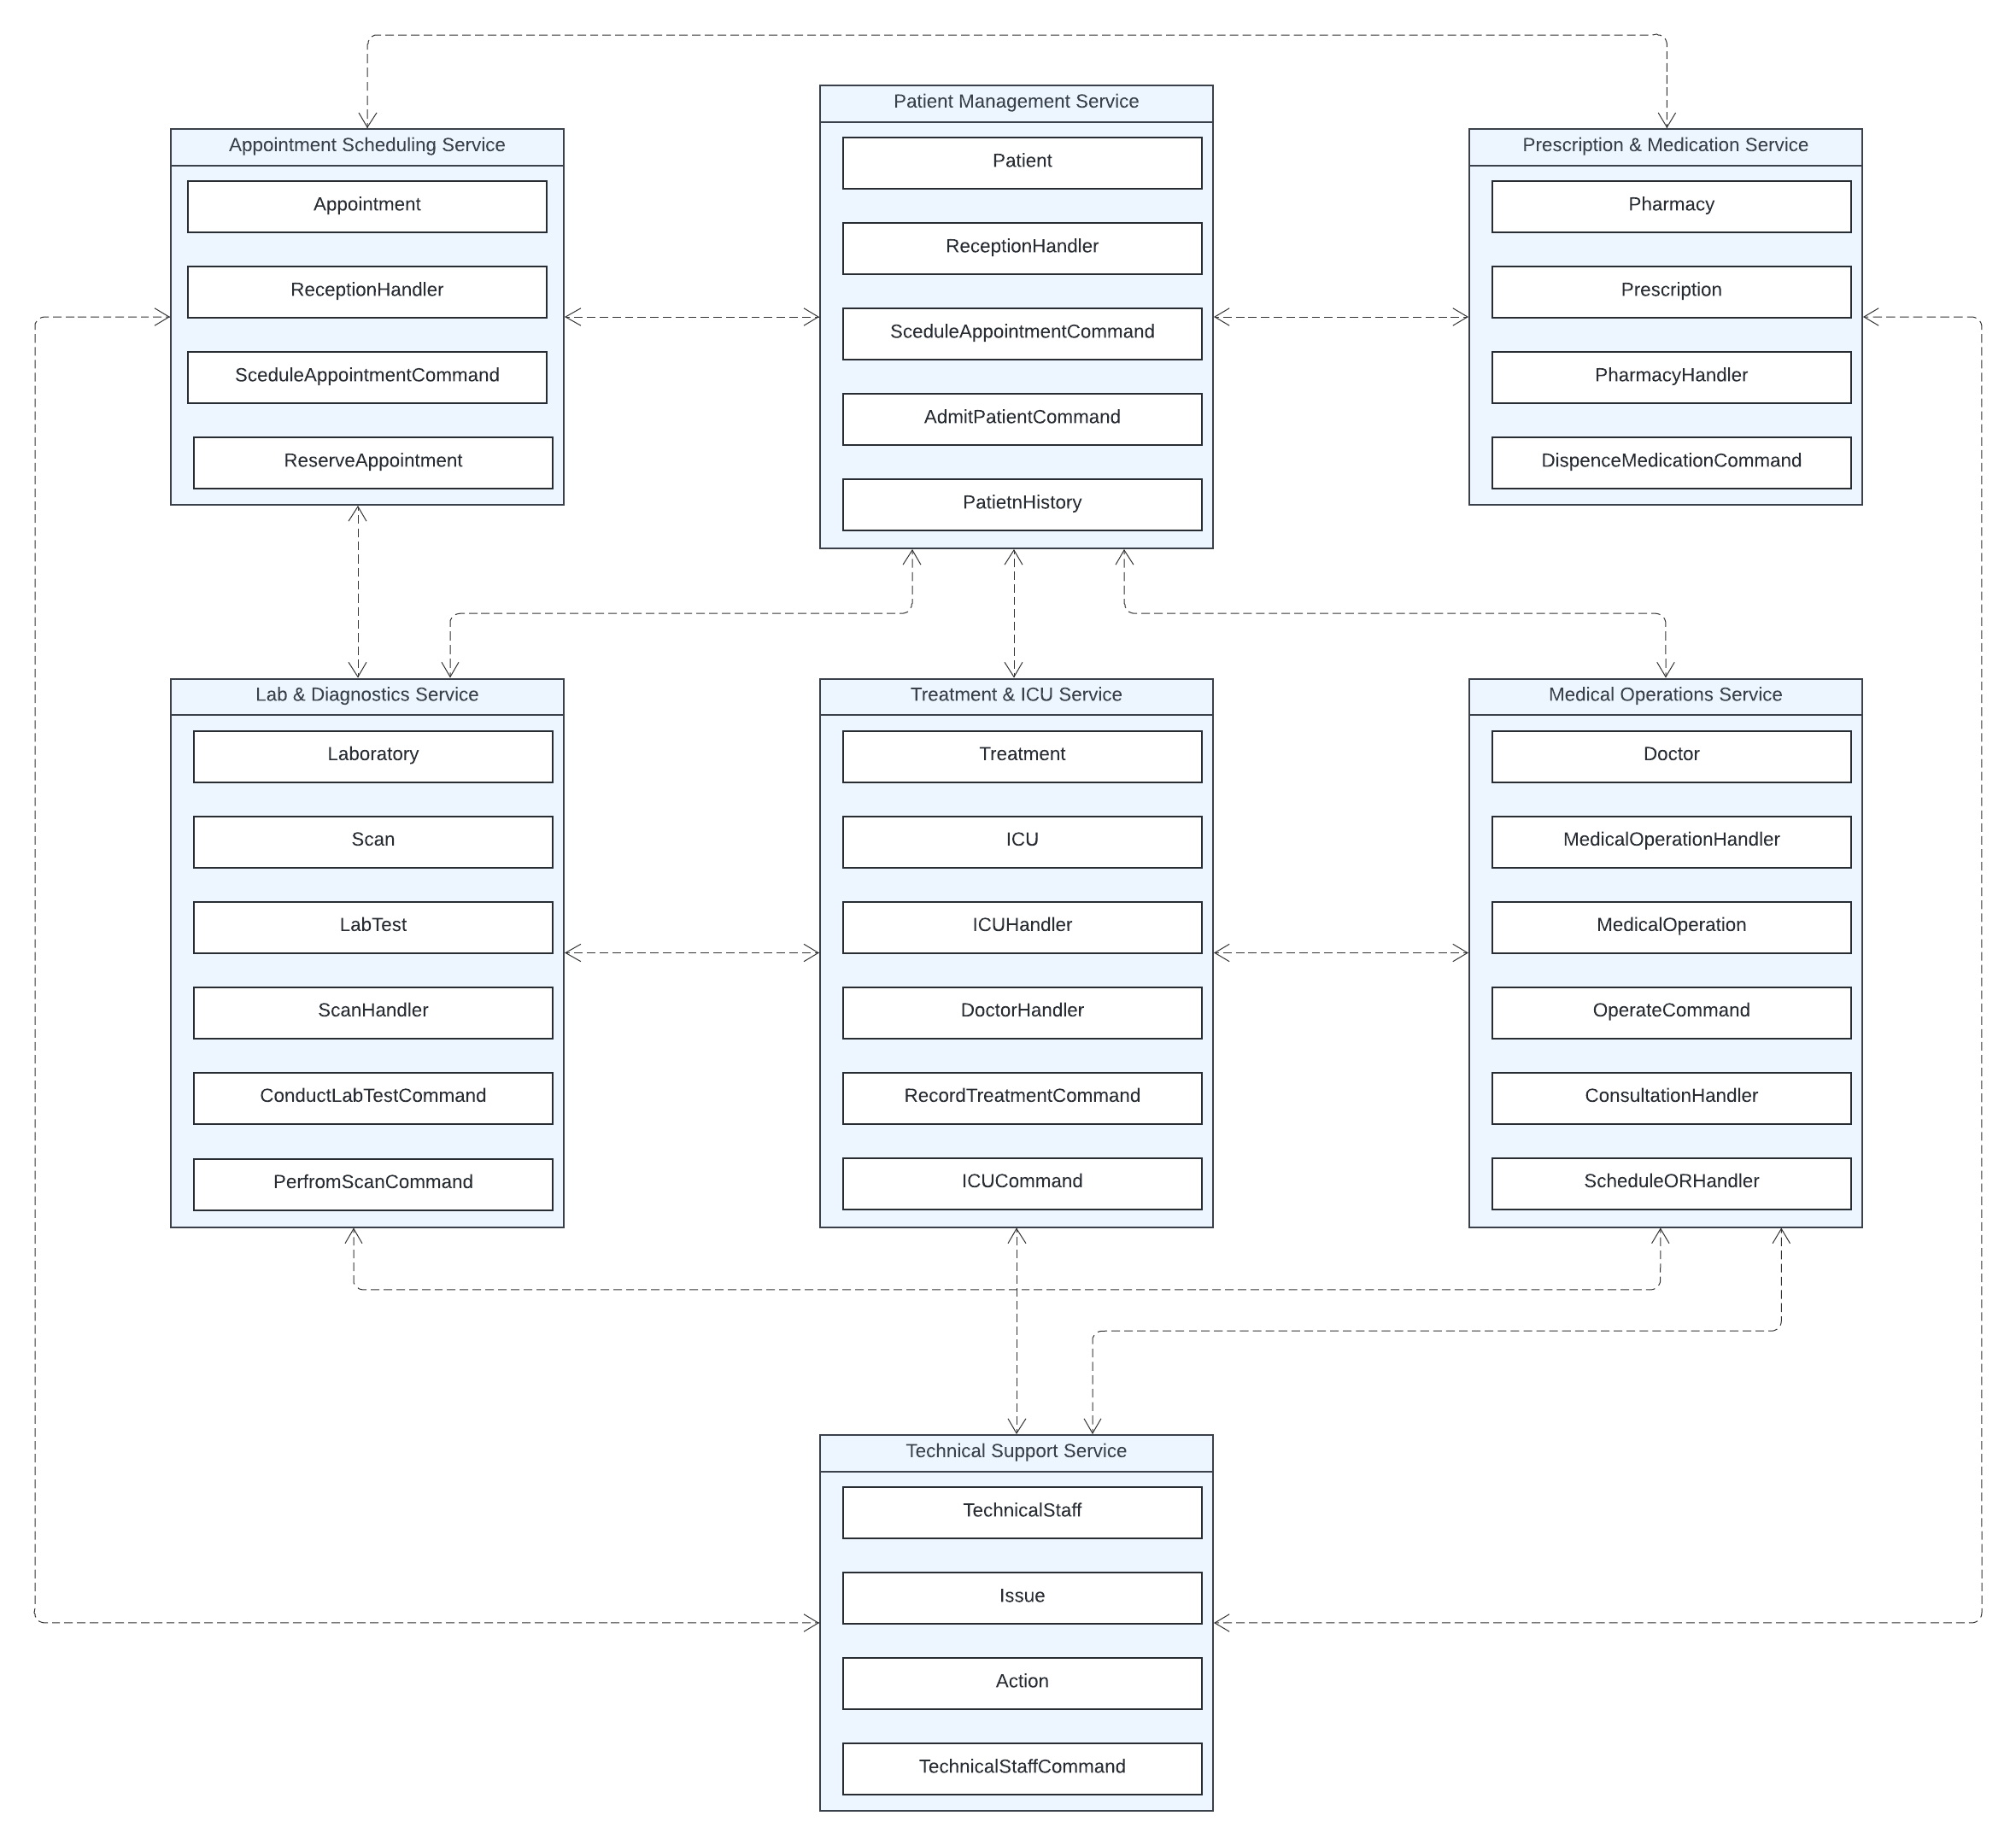 Patient Management Service
Patient
ReceptionHandler
SceduleAppointmentCommand
AdmitPatientCommand
PatietnHistory
Appointment Scheduling Service
Appointment
ReceptionHandler
SceduleAppointmentCommand
ReserveAppointment
Prescription & Medication Service
Pharmacy
Prescription
PharmacyHandler
DispenceMedicationCommand
Lab & Diagnostics Service
Laboratory
Scan
LabTest
ScanHandler
ConductLabTestCommand
PerfromScanCommand
Treatment & ICU Service
Treatment
ICU
ICUHandler
DoctorHandler
RecordTreatmentCommand
ICUCommand
Medical Operations Service
Doctor
MedicalOperationHandler
MedicalOperation
OperateCommand
ConsultationHandler
ScheduleORHandler
Technical Support Service
TechnicalStaff
Issue
Action
TechnicalStaffCommand